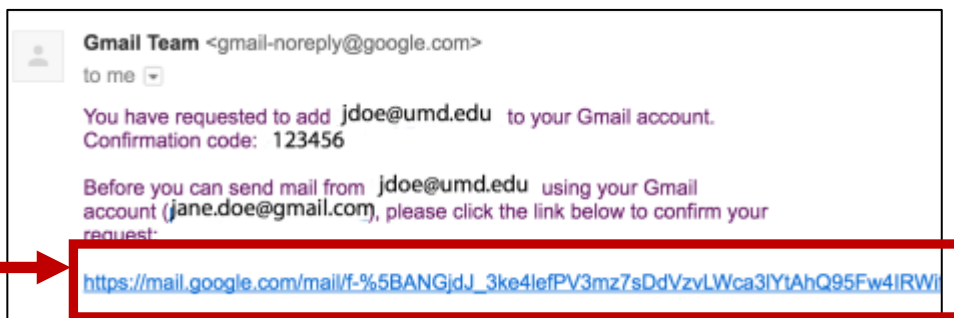 Gmail Team <gmail-noreply@google.com>
to me
You have requested to add jdoe@umd.edu to your Gmail account.
Confirmation code: 123456
Before you can send mail from jdoe@umd.edu using your Gmail
account (jane.doe@gmail.com), please click the link below to confirm your
request:
https://mail.google.com/mail/f-%5BANGjdJ_3ke4lefPV3mz7sDdVzvLWca3lYtAhQ95Fw4IRWi